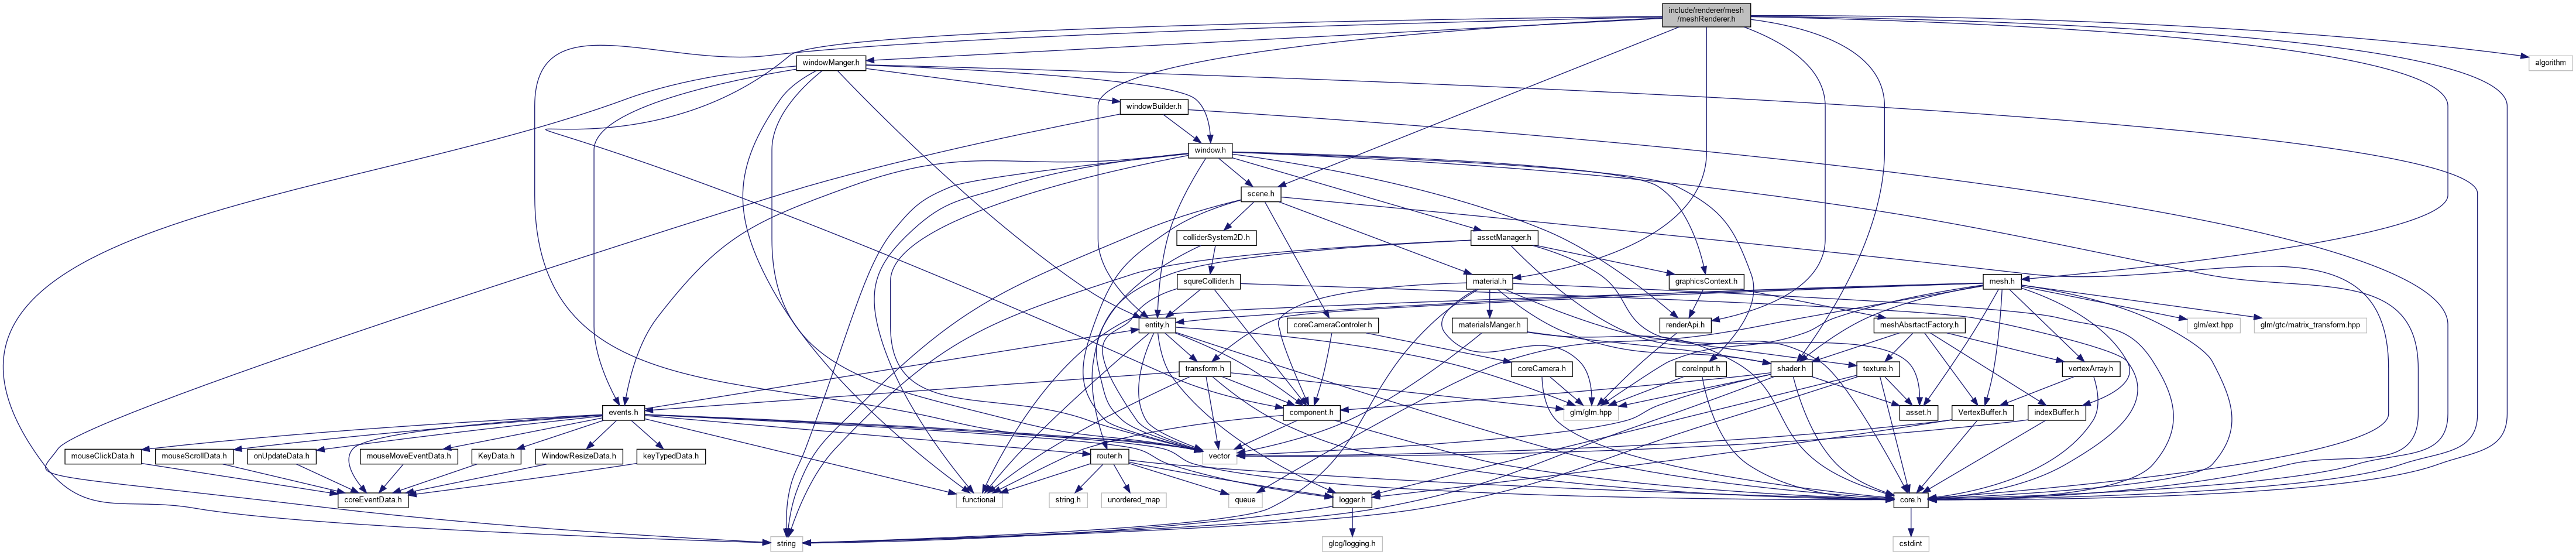 include/renderer/mesh
/meshRenderer.h
windowManger.h
algorithm
windowBuilder.h
window.h
scene.h
colliderSystem2D.h
assetManager.h
squreCollider.h
material.h
graphicsContext.h
mesh.h
entity.h
coreCameraControler.h
materialsManger.h
renderApi.h
meshAbsrtactFactory.h
glm/ext.hpp
glm/gtc/matrix_transform.hpp
transform.h
coreCamera.h
coreInput.h
shader.h
texture.h
vertexArray.h
events.h
component.h
glm/glm.hpp
asset.h
VertexBuffer.h
indexBuffer.h
mouseClickData.h
mouseScrollData.h
onUpdateData.h
mouseMoveEventData.h
KeyData.h
WindowResizeData.h
keyTypedData.h
router.h
vector
coreEventData.h
functional
string.h
unordered_map
queue
logger.h
core.h
string
glog/logging.h
cstdint